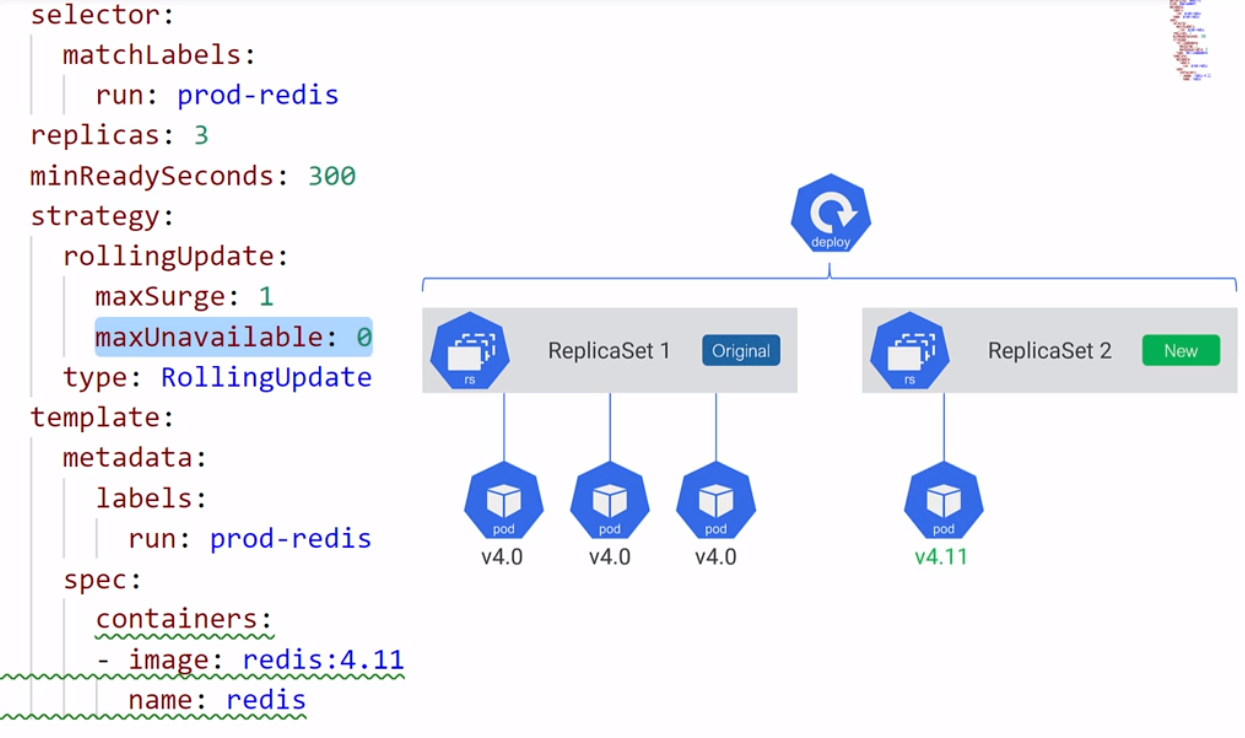 selector:
matchLabels:
run: prod-redis
replicas: 3
minReadySeconds: 300
strategy:
rollingUpdate:
maxSurge: 1
maxUnavailable: 0
type: RollingUpdate
template:
metadata:
labels:
run: prod-redis
spec:
containers:
- image: redis:4.11
name: redis
deploy
rs
ReplicaSet 1
Original
rs
ReplicaSet 2
New
pod
pod
pod
pod
v4.0
v4.0
v4.0
v4.11